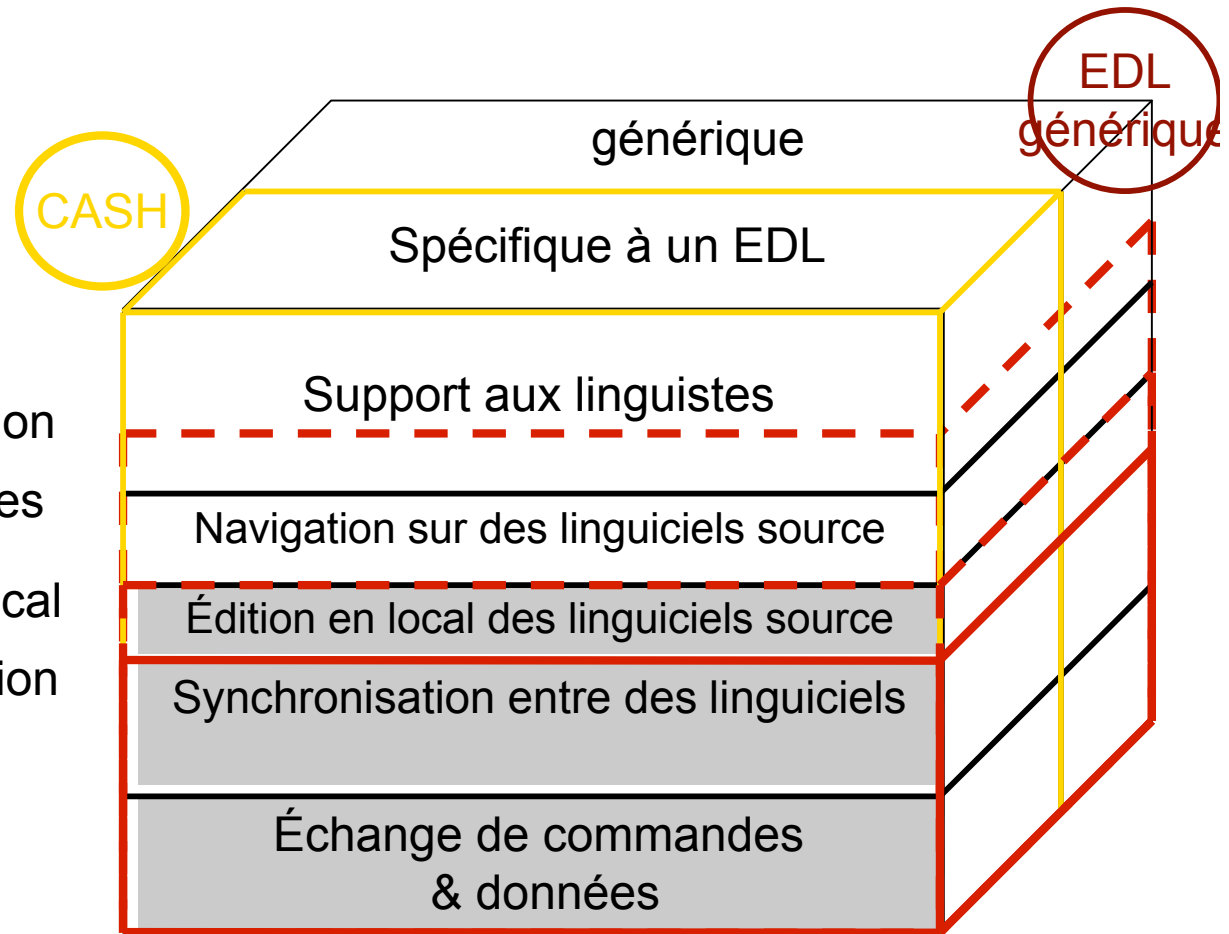 EDL
générique
générique
CASH
Spécifique à un EDL
Support aux linguistes
on
es
Navigation sur des linguiciels source
cal
Édition en local des linguiciels source
ion
Synchronisation entre des linguiciels
Échange de commandes
& données